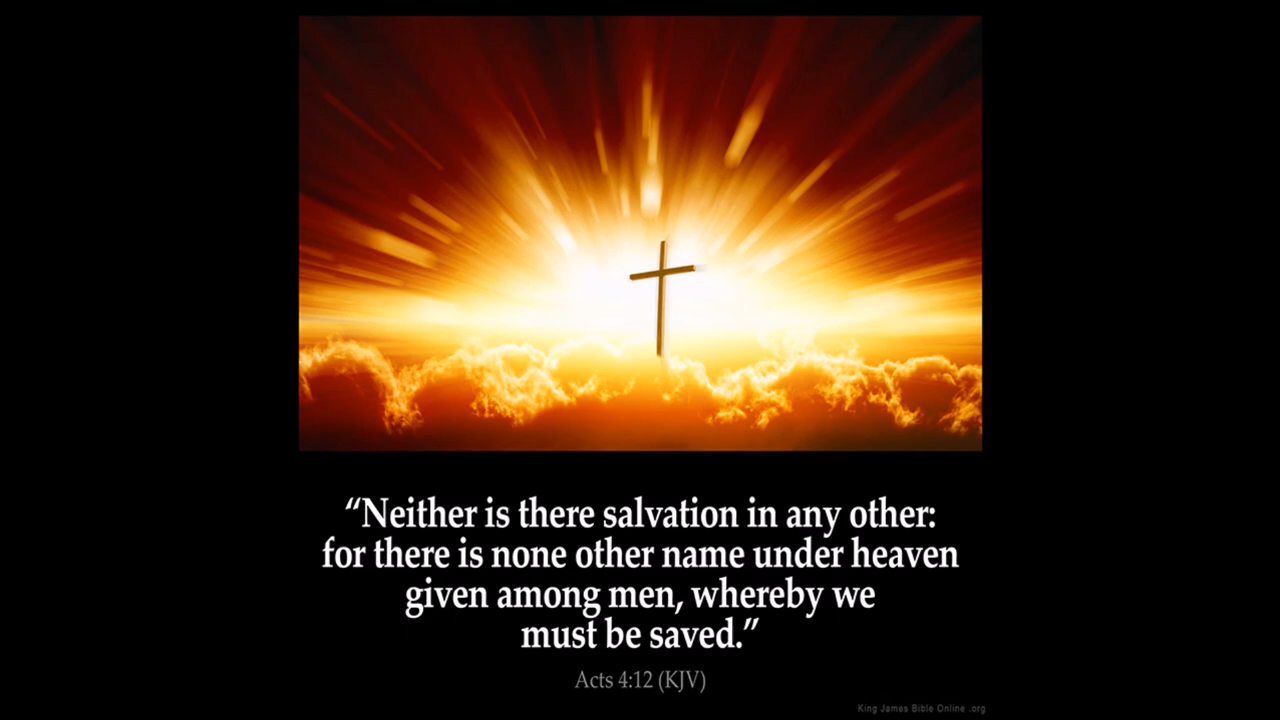 “Neither is there salvation in any other:
for there is none other name under heaven
given among men, whereby we
must be saved.”
Acts 4:12 (KJV)
King James Bible Online .org